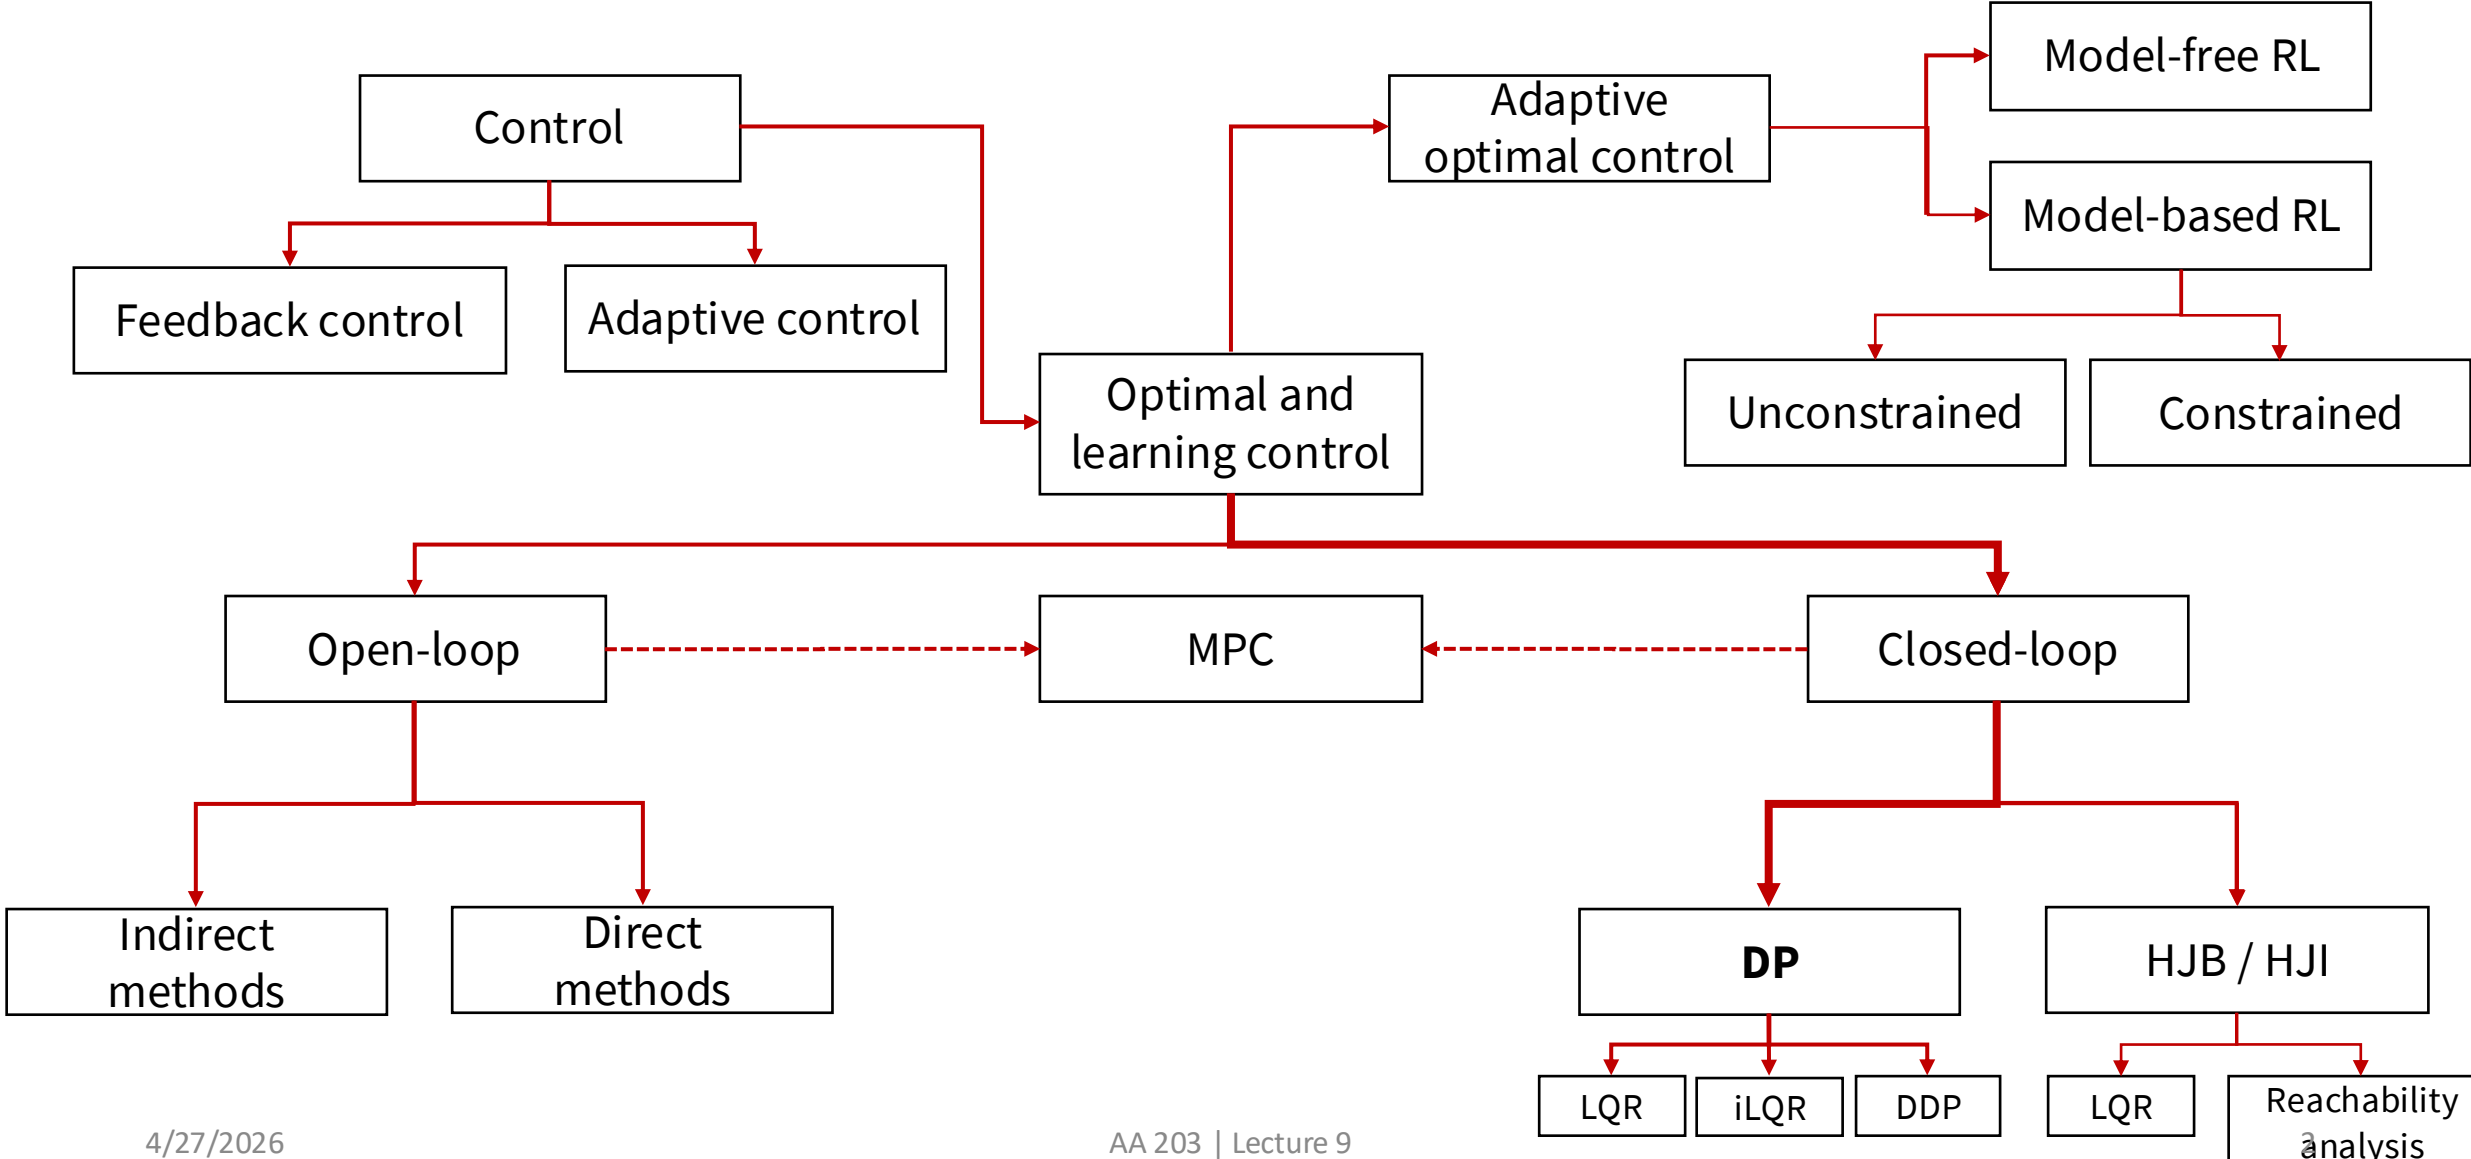 Control
Feedback control
Adaptive control
Optimal and
learning control
Adaptive
optimal control
Model-free RL
Model-based RL
Unconstrained
Constrained
Open-loop
MPC
Closed-loop
Indirect
methods
Direct
methods
DP
HJB / HJI
LQR
iLQR
DDP
LQR
Reachability
analysis
4/27/2026
AA 203 | Lecture 9
2